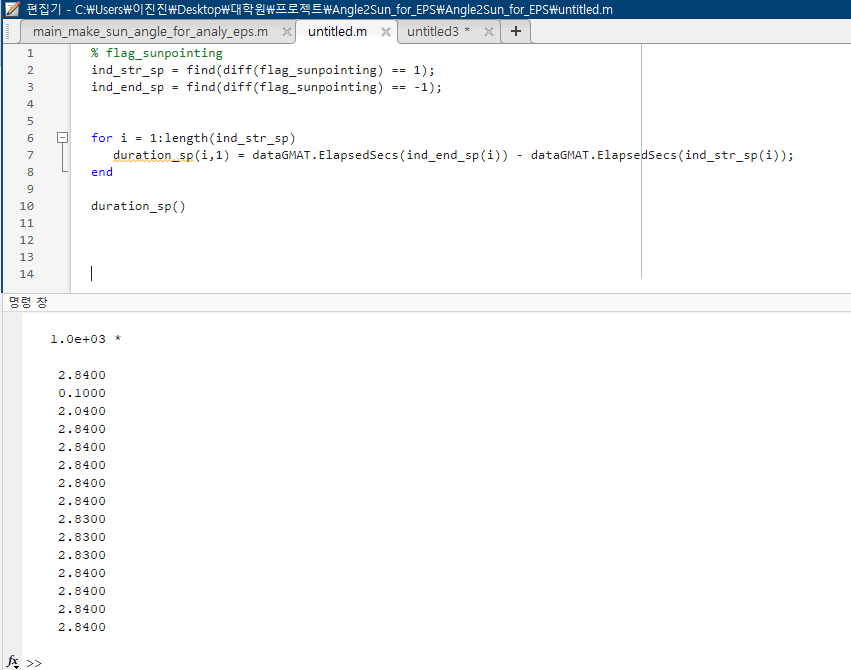 편집기 - C:₩Users₩이진진₩Desktop₩대학원₩프로젝트₩Angle2Sun_for_EPS₩Angle2Sun_for_EPS₩untitled.m
main_make_sun_angle_for_analy_eps.m × untitled.m × untitled3 * × +
1 % flag_sunpointing
2 ind_str_sp = find(diff(flag_sunpointing) == 1);
3 ind_end_sp = find(diff(flag_sunpointing) == -1);
4
5
6 for i = 1:length(ind_str_sp)
7 duration_sp(i,1) = dataGMAT.ElapsedSecs(ind_end_sp(i)) - dataGMAT.ElapsedSecs(ind_str_sp(i));
8 end
9
10 duration_sp()
11
12
13
14
명령 창
1.0e+03 *
2.8400
0.1000
2.0400
2.8400
2.8400
2.8400
2.8400
2.8400
2.8300
2.8300
2.8300
2.8400
2.8400
2.8400
2.8400
fx >>